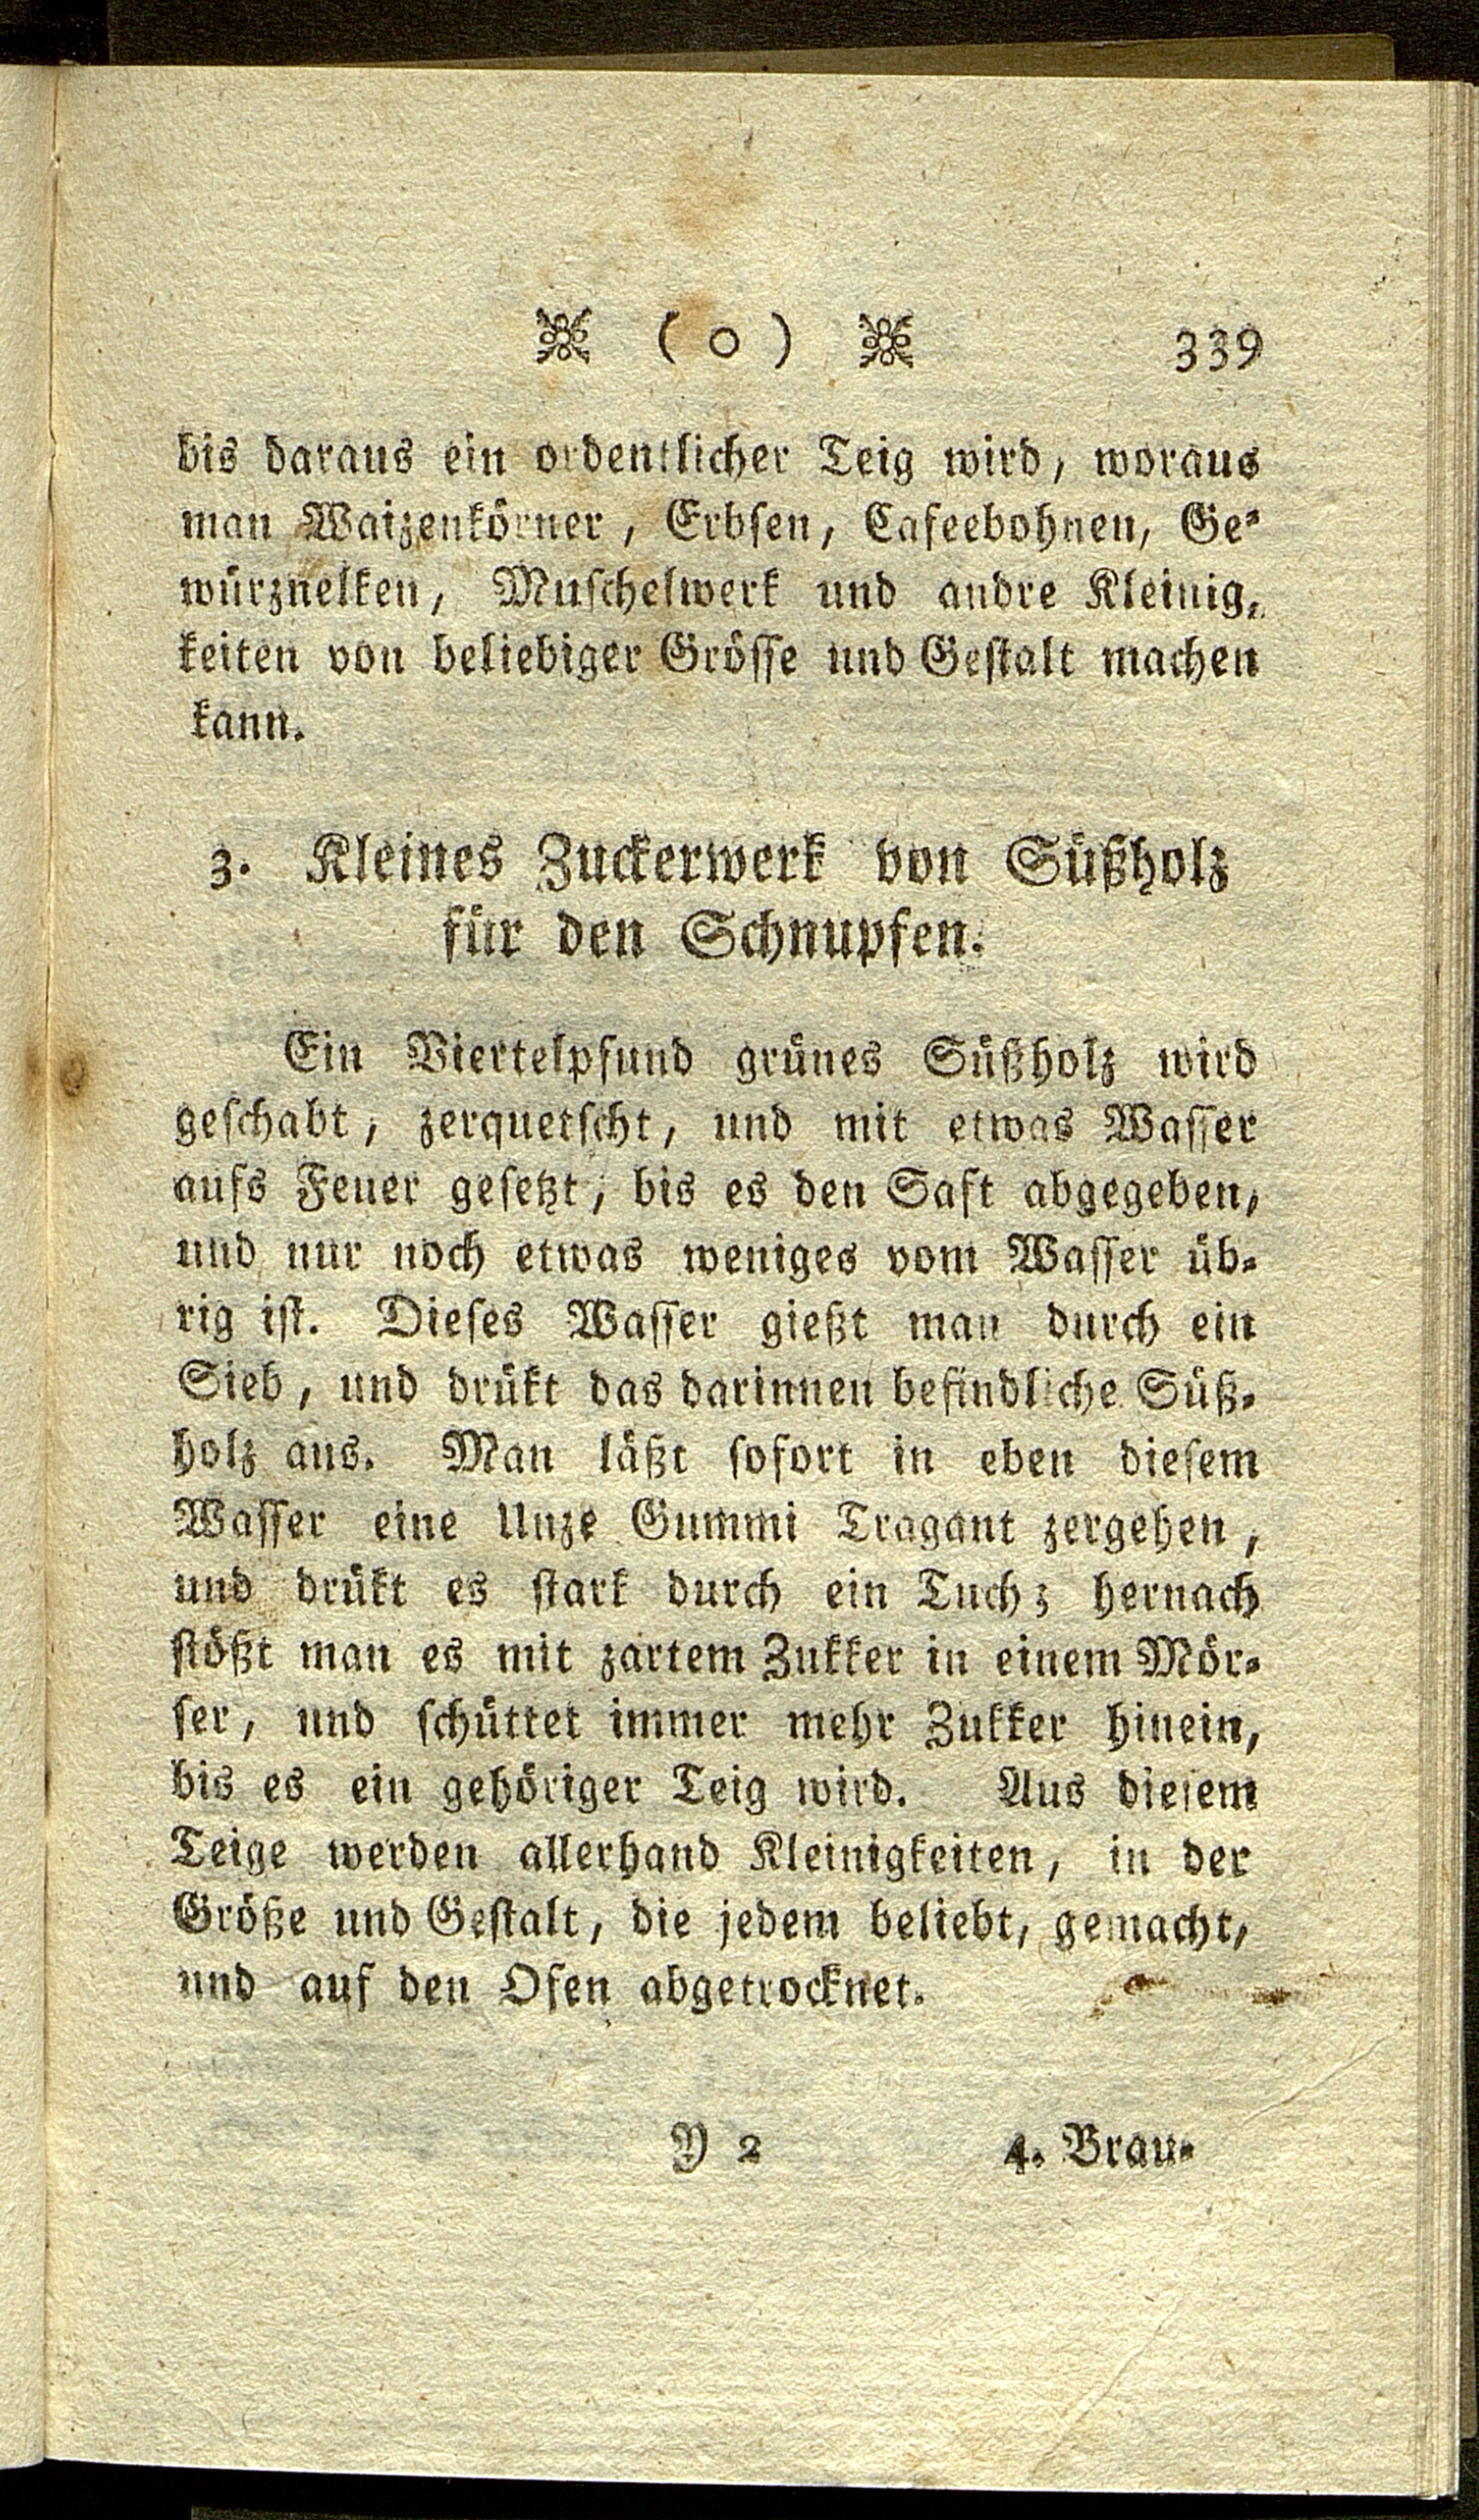 ( o ) 339
bis daraus ein ordentlicher Teig wird, woraus
man Waizenkörner, Erbsen, Cafeebohnen, Ge-
würznelken, Muschelwerk und andre Kleinig-
keiten von beliebiger Grösse und Gestalt machen
kann.
3. Kleines Zuckerwerk von Süßholz
für den Schnupfen.
Ein Viertelpfund grünes Süßholz wird
geschabt, zerquetscht, und mit etwas Wasser
aufs Feuer gesetzt, bis es den Saft abgegeben,
und nur noch etwas weniges vom Wasser üb-
rig ist. Dieses Wasser gießt man durch ein
Sieb, und drükt das darinnen befindliche Süß-
holz aus. Man läßt sofort in eben diesem
Wasser eine Unze Gummi Tragant zergehen,
und drükt es stark durch ein Tuch; hernach
stößt man es mit zartem Zukker in einem Mör-
ser, und schüttet immer mehr Zukker hinein,
bis es ein gehöriger Teig wird. Aus diesem
Teige werden allerhand Kleinigkeiten, in der
Größe und Gestalt, die jedem beliebt, gemacht,
und auf den Ofen abgetrocknet.
Y 2 4. Brau-